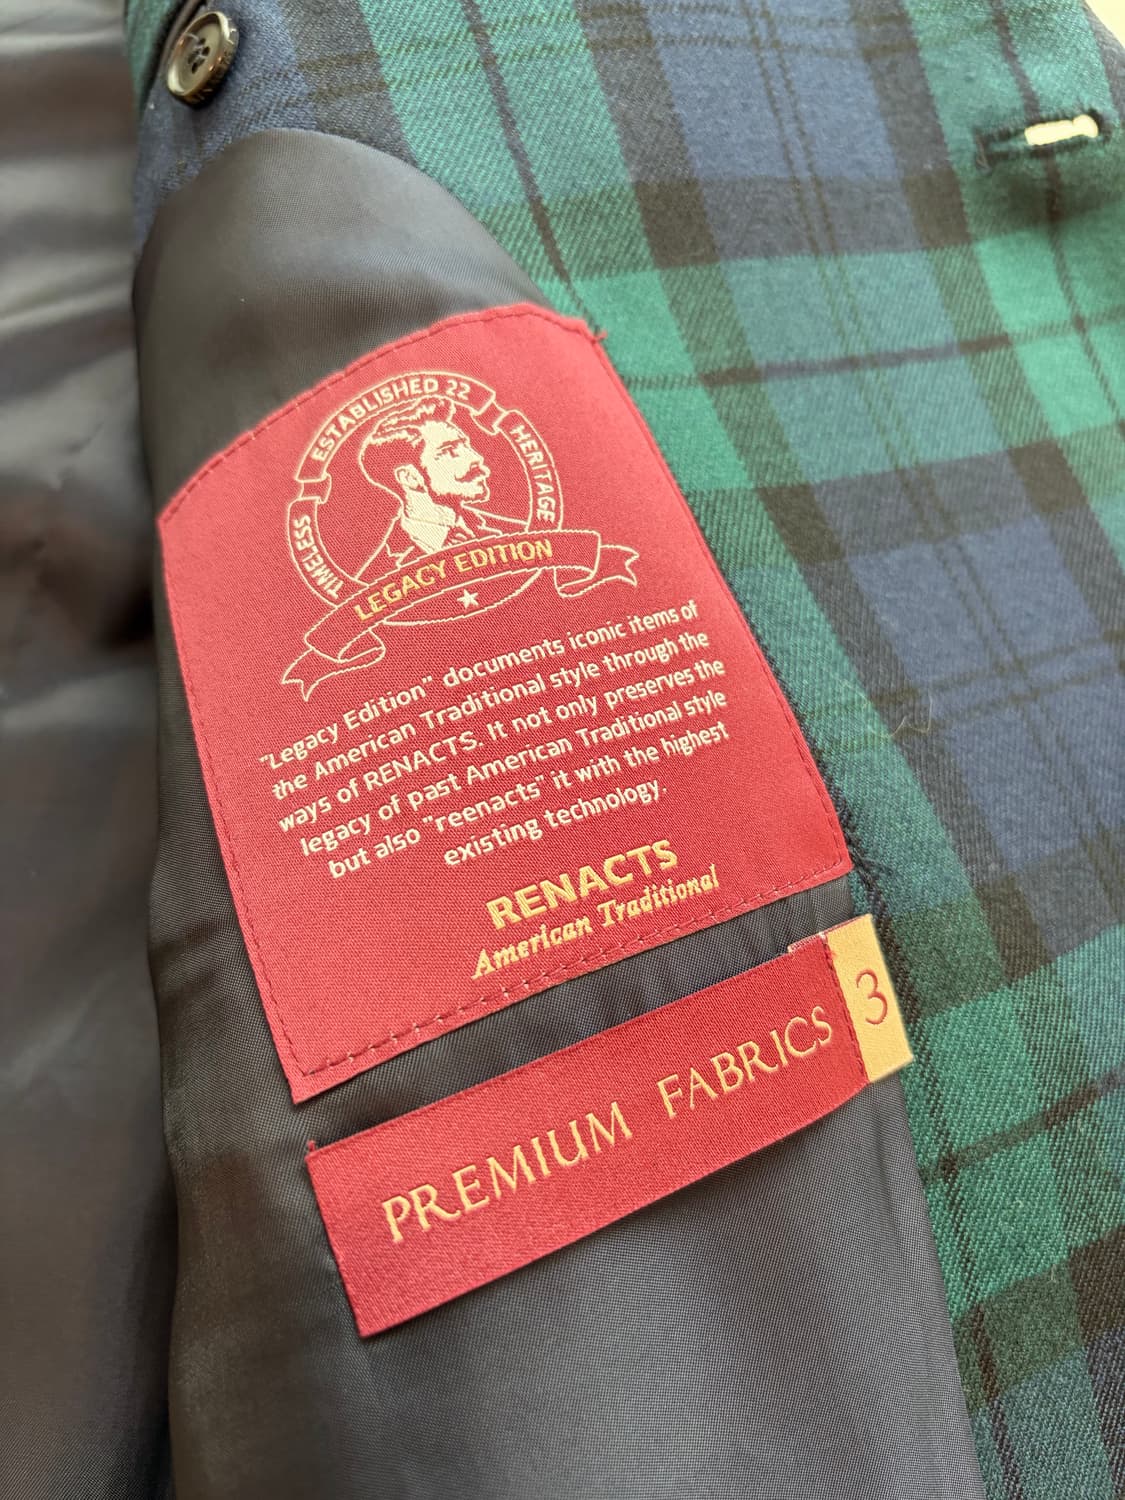 ESTABLISHED 22
TIMELESS
HERITAGE
LEGACY EDITION
"Legacy Edition" documents iconic items of
the American Traditional style through the
ways of RENACTS. It not only preserves the
legacy of past American Traditional style
but also "reenacts" it with the highest
existing technology.
RENACTS
American Traditional
PREMIUM FABRICS
3